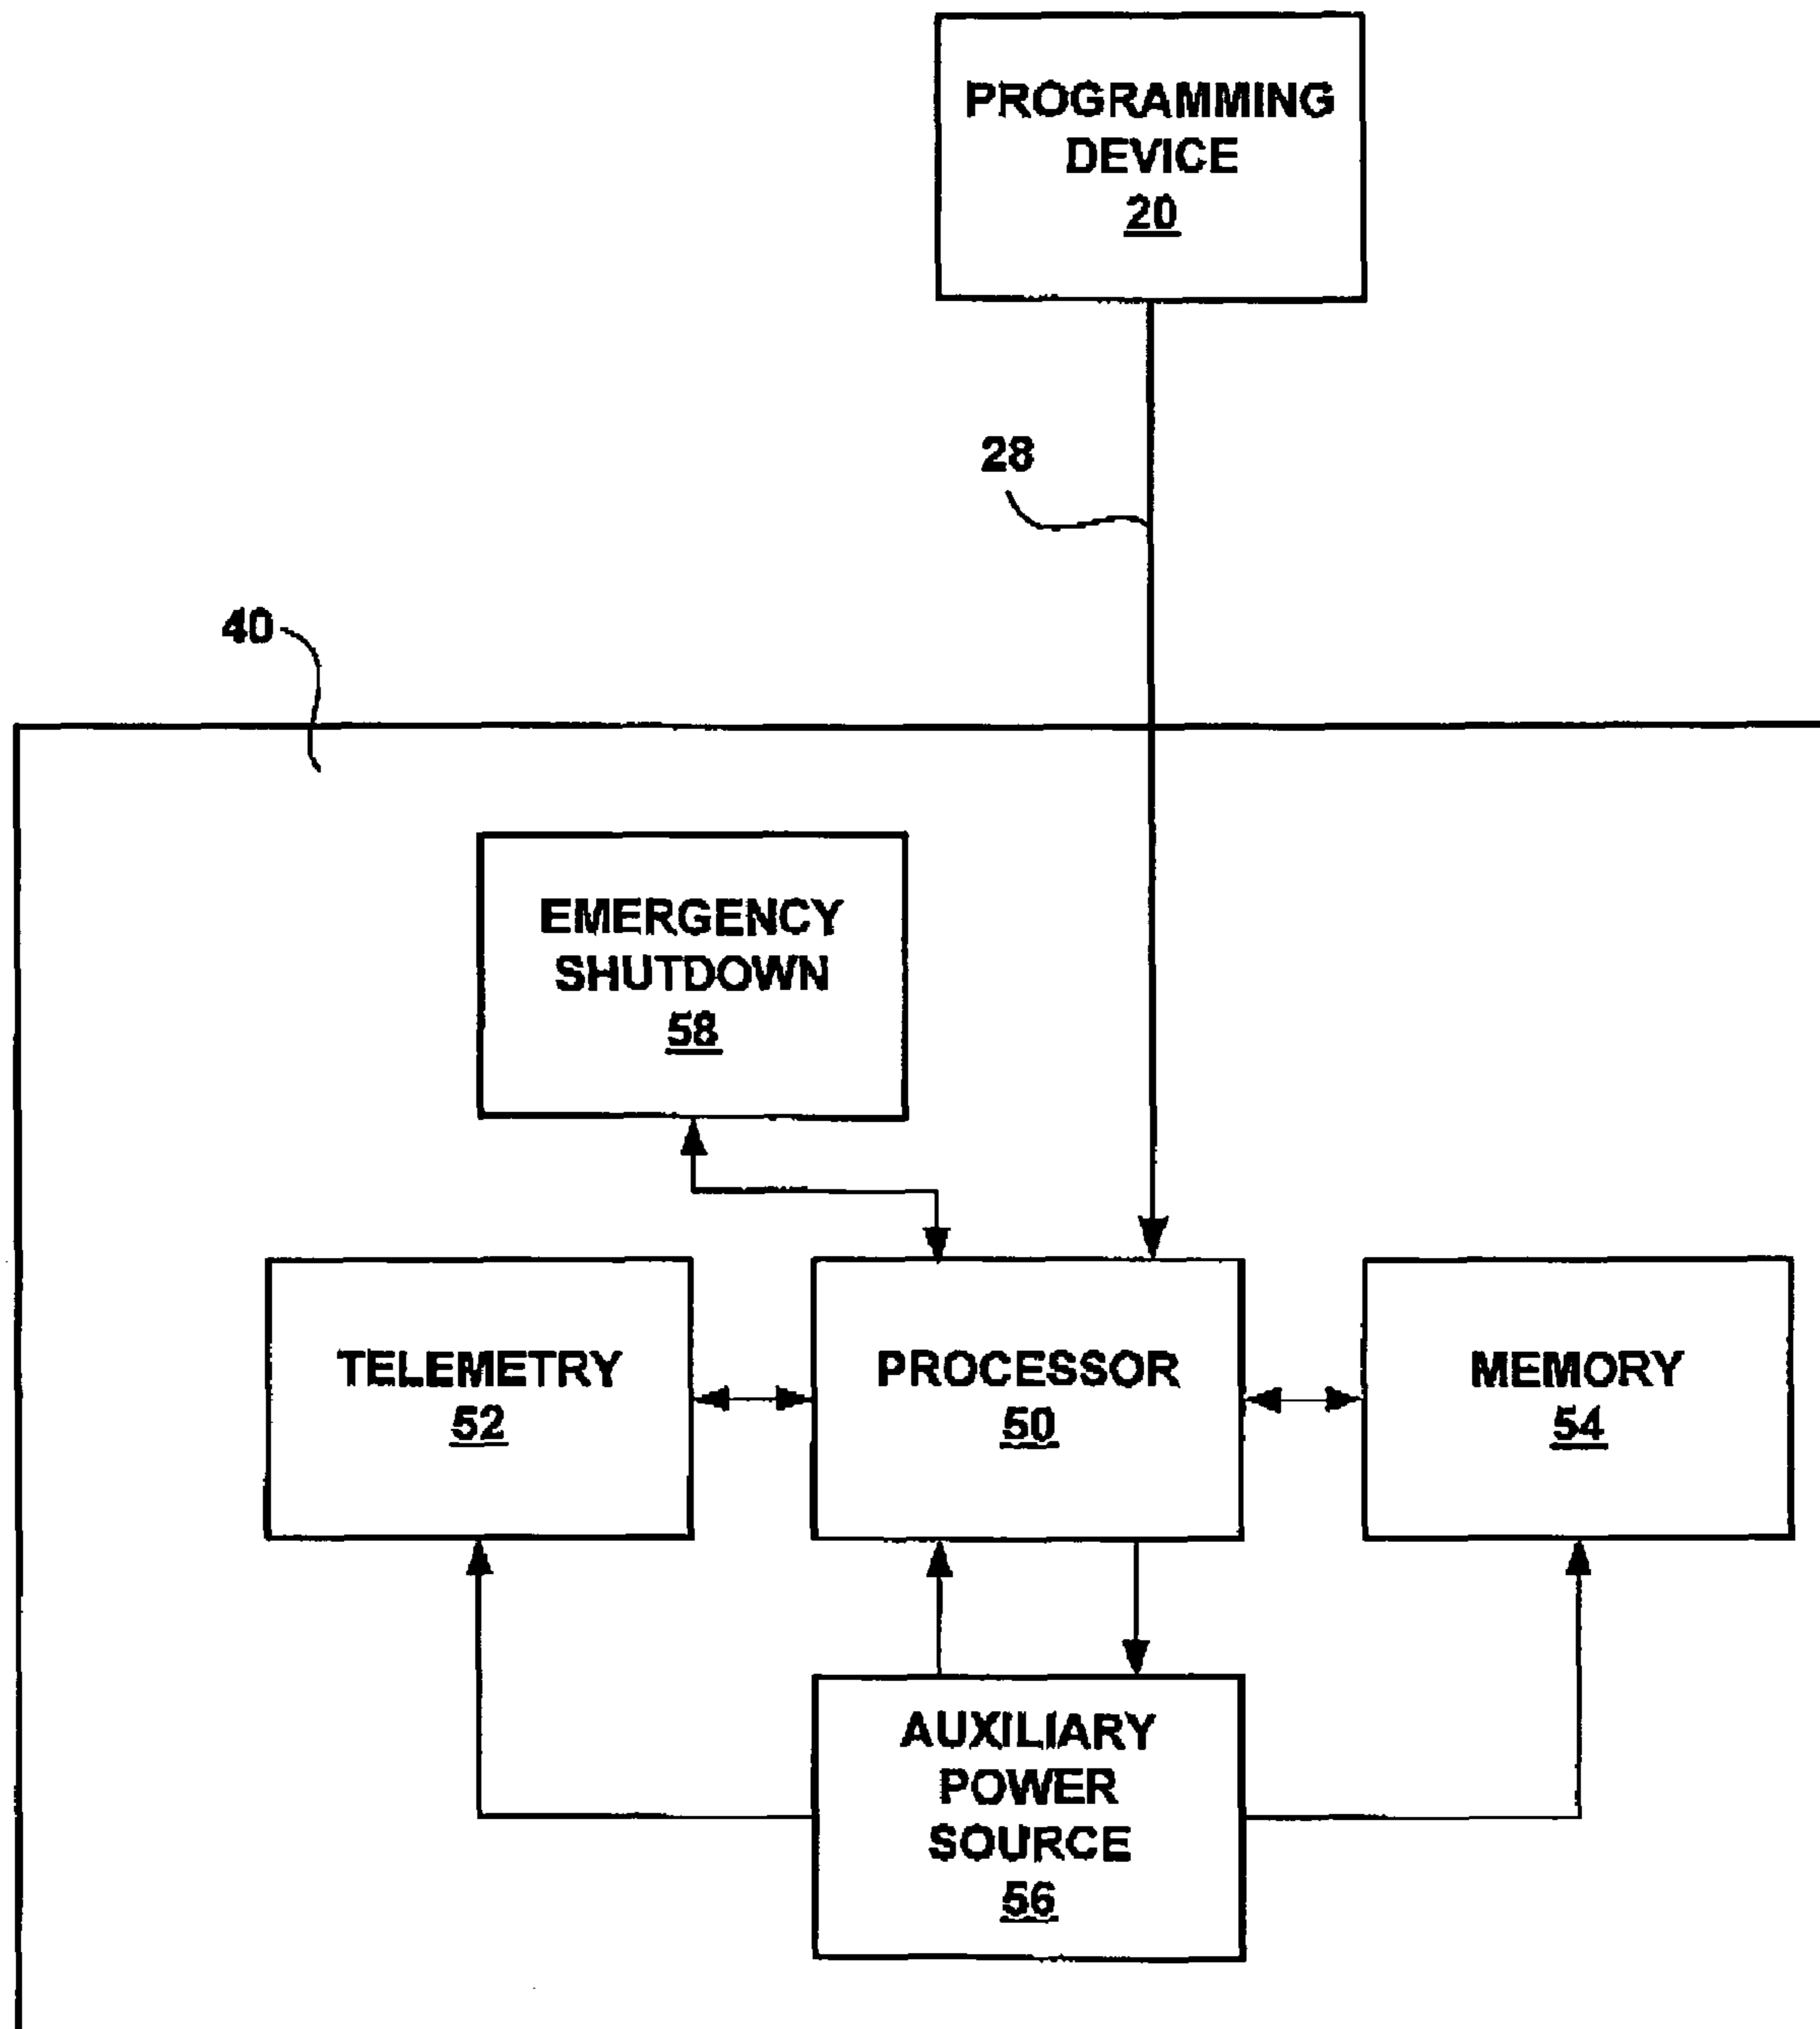 PROGRAMMING
DEVICE
20
28
40
EMERGENCY
SHUTDOWN
58
TELEMETRY
52
PROCESSOR
50
MEMORY
54
AUXILIARY
POWER
SOURCE
56